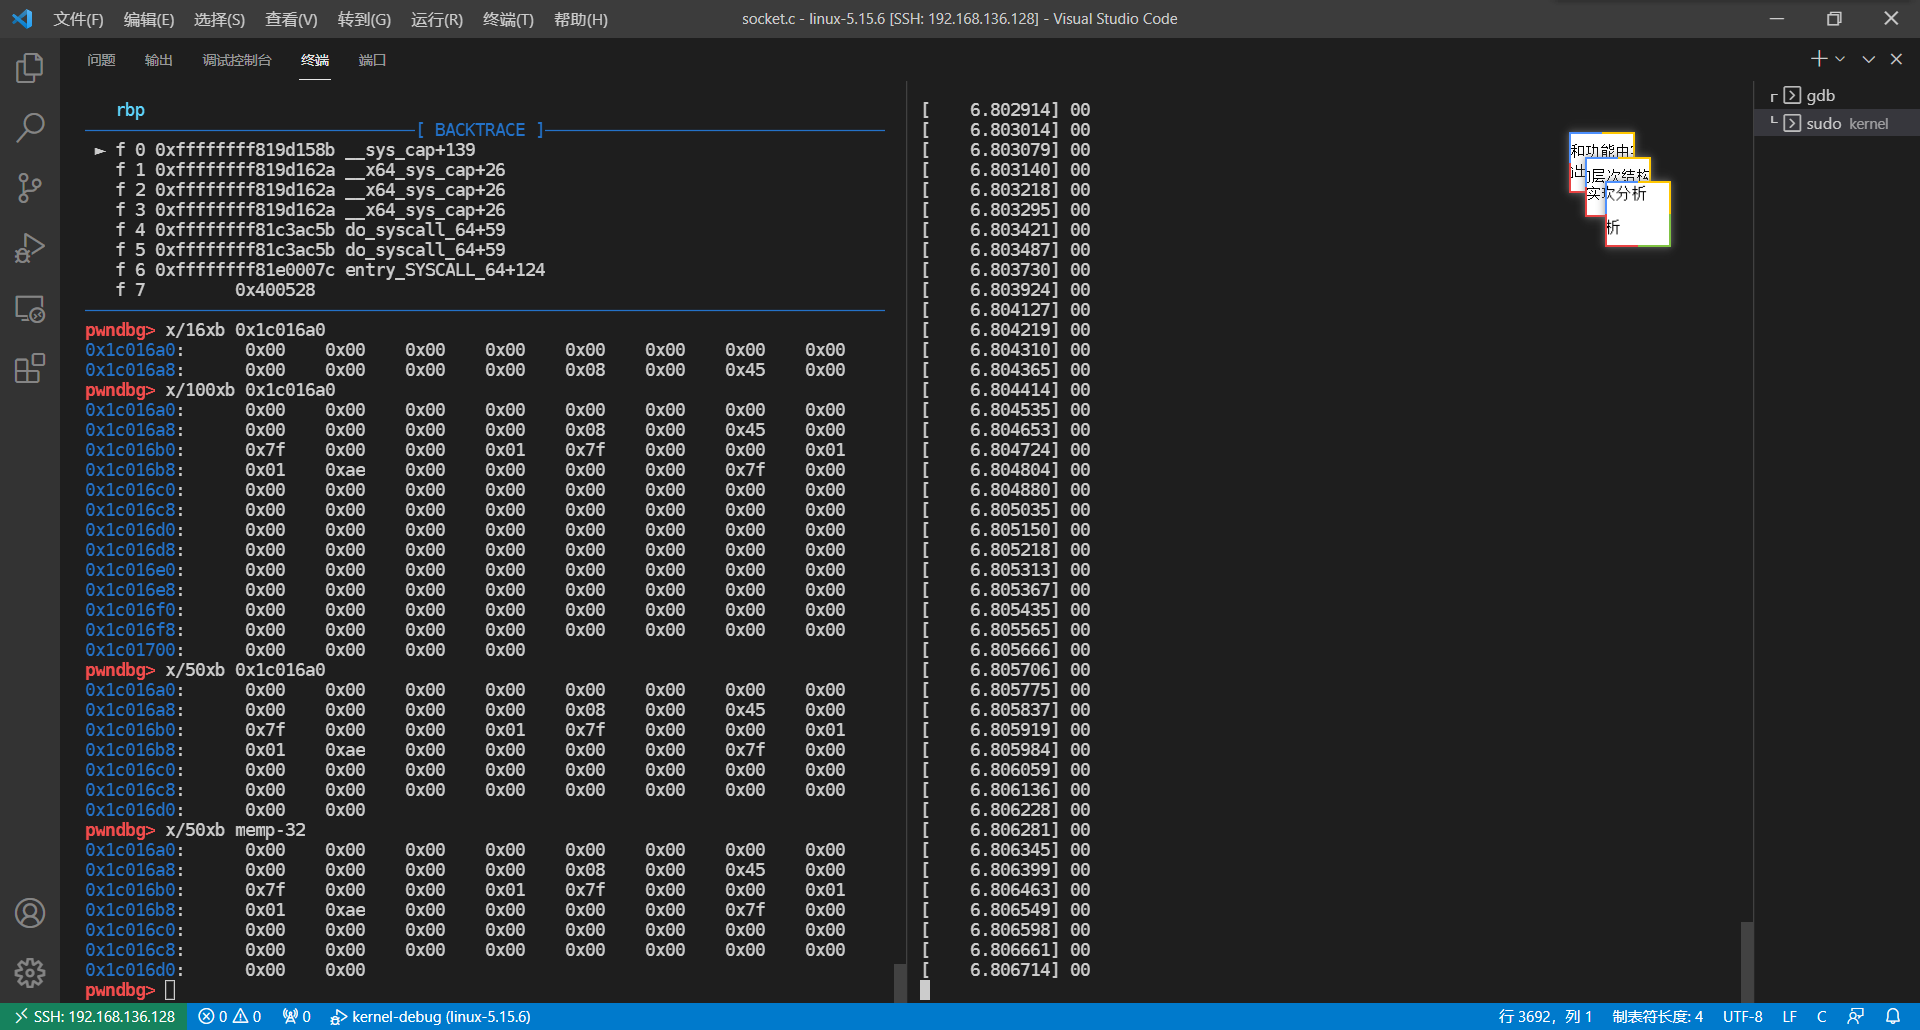 文件(F) 编辑(E) 选择(S) 查看(V) 转到(G) 运行(R) 终端(T) 帮助(H) socket.c - linux-5.15.6 [SSH: 192.168.136.128] - Visual Studio Code
问题 输出 调试控制台 终端 端口
rbp
[ BACKTRACE ]
► f 0 0xffffffff819d158b __sys_cap+139
f 1 0xffffffff819d162a __x64_sys_cap+26
f 2 0xffffffff819d162a __x64_sys_cap+26
f 3 0xffffffff819d162a __x64_sys_cap+26
f 4 0xffffffff81c3ac5b do_syscall_64+59
f 5 0xffffffff81c3ac5b do_syscall_64+59
f 6 0xffffffff81e0007c entry_SYSCALL_64+124
f 7 0x400528
pwndbg> x/16xb 0x1c016a0
0x1c016a0: 0x00 0x00 0x00 0x00 0x00 0x00 0x00 0x00
0x1c016a8: 0x00 0x00 0x00 0x00 0x08 0x00 0x45 0x00
pwndbg> x/100xb 0x1c016a0
0x1c016a0: 0x00 0x00 0x00 0x00 0x00 0x00 0x00 0x00
0x1c016a8: 0x00 0x00 0x00 0x00 0x08 0x00 0x45 0x00
0x1c016b0: 0x7f 0x00 0x00 0x01 0x7f 0x00 0x00 0x01
0x1c016b8: 0x01 0xae 0x00 0x00 0x00 0x00 0x7f 0x00
0x1c016c0: 0x00 0x00 0x00 0x00 0x00 0x00 0x00 0x00
0x1c016c8: 0x00 0x00 0x00 0x00 0x00 0x00 0x00 0x00
0x1c016d0: 0x00 0x00 0x00 0x00 0x00 0x00 0x00 0x00
0x1c016d8: 0x00 0x00 0x00 0x00 0x00 0x00 0x00 0x00
0x1c016e0: 0x00 0x00 0x00 0x00 0x00 0x00 0x00 0x00
0x1c016e8: 0x00 0x00 0x00 0x00 0x00 0x00 0x00 0x00
0x1c016f0: 0x00 0x00 0x00 0x00 0x00 0x00 0x00 0x00
0x1c016f8: 0x00 0x00 0x00 0x00 0x00 0x00 0x00 0x00
0x1c01700: 0x00 0x00 0x00 0x00
pwndbg> x/50xb 0x1c016a0
0x1c016a0: 0x00 0x00 0x00 0x00 0x00 0x00 0x00 0x00
0x1c016a8: 0x00 0x00 0x00 0x00 0x08 0x00 0x45 0x00
0x1c016b0: 0x7f 0x00 0x00 0x01 0x7f 0x00 0x00 0x01
0x1c016b8: 0x01 0xae 0x00 0x00 0x00 0x00 0x7f 0x00
0x1c016c0: 0x00 0x00 0x00 0x00 0x00 0x00 0x00 0x00
0x1c016c8: 0x00 0x00 0x00 0x00 0x00 0x00 0x00 0x00
0x1c016d0: 0x00 0x00
pwndbg> x/50xb memp-32
0x1c016a0: 0x00 0x00 0x00 0x00 0x00 0x00 0x00 0x00
0x1c016a8: 0x00 0x00 0x00 0x00 0x08 0x00 0x45 0x00
0x1c016b0: 0x7f 0x00 0x00 0x01 0x7f 0x00 0x00 0x01
0x1c016b8: 0x01 0xae 0x00 0x00 0x00 0x00 0x7f 0x00
0x1c016c0: 0x00 0x00 0x00 0x00 0x00 0x00 0x00 0x00
0x1c016c8: 0x00 0x00 0x00 0x00 0x00 0x00 0x00 0x00
0x1c016d0: 0x00 0x00
pwndbg>
[ 6.802914] 00
[ 6.803014] 00
[ 6.803079] 00
[ 6.803140] 00
[ 6.803218] 00
[ 6.803295] 00
[ 6.803421] 00
[ 6.803487] 00
[ 6.803730] 00
[ 6.803924] 00
[ 6.804127] 00
[ 6.804219] 00
[ 6.804310] 00
[ 6.804365] 00
[ 6.804414] 00
[ 6.804535] 00
[ 6.804653] 00
[ 6.804724] 00
[ 6.804804] 00
[ 6.804880] 00
[ 6.805035] 00
[ 6.805150] 00
[ 6.805218] 00
[ 6.805313] 00
[ 6.805367] 00
[ 6.805435] 00
[ 6.805565] 00
[ 6.805666] 00
[ 6.805706] 00
[ 6.805775] 00
[ 6.805837] 00
[ 6.805919] 00
[ 6.805984] 00
[ 6.806059] 00
[ 6.806136] 00
[ 6.806228] 00
[ 6.806281] 00
[ 6.806345] 00
[ 6.806399] 00
[ 6.806463] 00
[ 6.806549] 00
[ 6.806598] 00
[ 6.806661] 00
[ 6.806714] 00
和功能由
出
层次结构
实 分析
析
gdb
sudo kernel
SSH: 192.168.136.128 0 0 0 kernel-debug (linux-5.15.6) 行 3692，列 1 制表符长度: 4 UTF-8 LF C